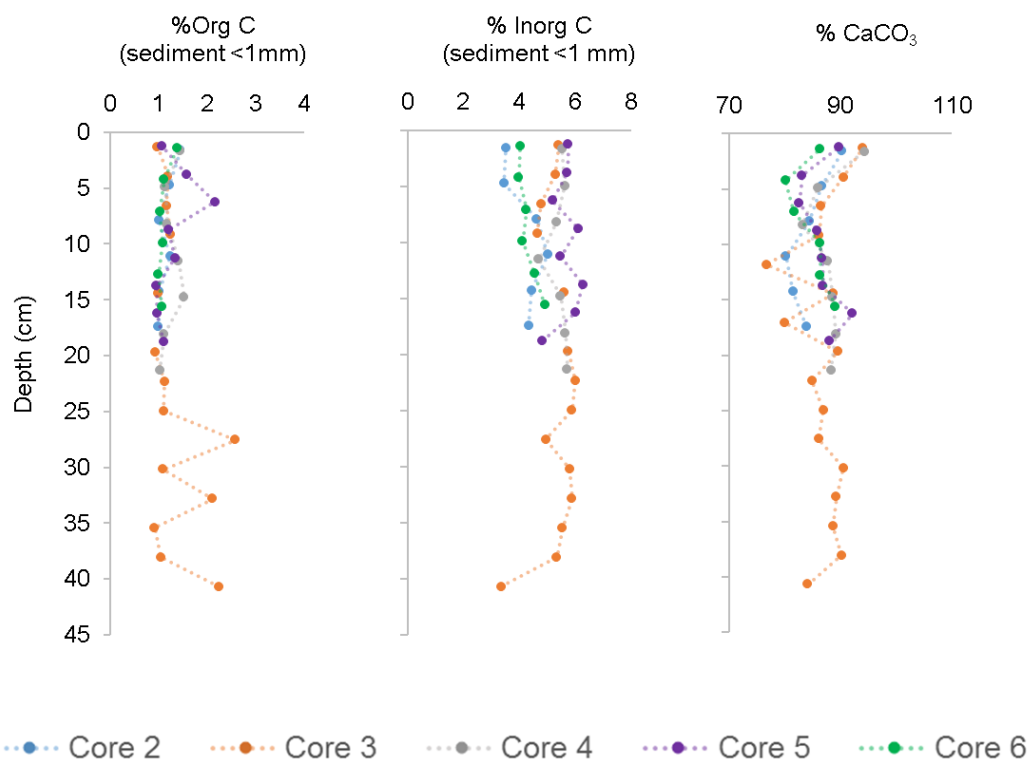 %Org C
(sediment <1mm)
% Inorg C
(sediment <1 mm)
% CaCO₃
0 1 2 3 4
0 2 4 6 8
70 90 110
0
5
10
15
20
25
30
35
40
45
Depth (cm)
Core 2 Core 3 Core 4 Core 5 Core 6